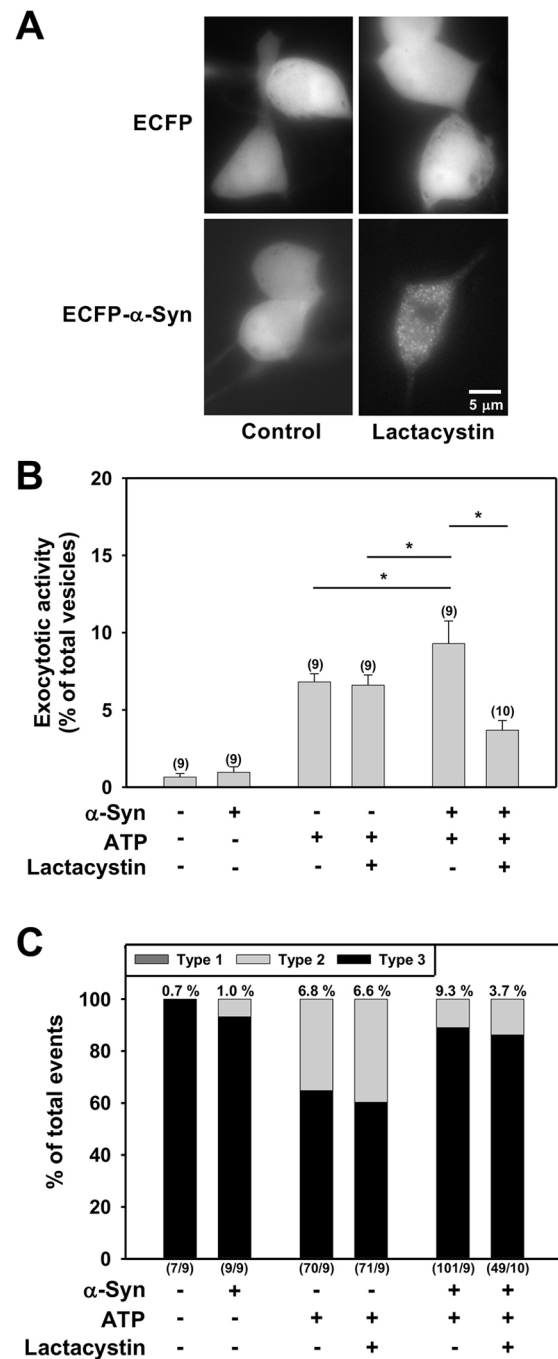 A
ECFP
ECFP-α-Syn
5 μm
Control Lactacystin
B
Exocytotic activity
(% of total vesicles)
20
15
10
5
0
* 
*
*
(9) (9) (9) (9) (9) (10)
α-Syn - + - - + +
ATP - - + + + +
Lactacystin - - - + - +
C
Type 1 Type 2 Type 3
% of total events
100
80
60
40
20
0
0.7 % 1.0 % 6.8 % 6.6 % 9.3 % 3.7 %
(7/9) (9/9) (70/9) (71/9) (101/9) (49/10)
α-Syn - + - - + +
ATP - - + + + +
Lactacystin - - - + - +